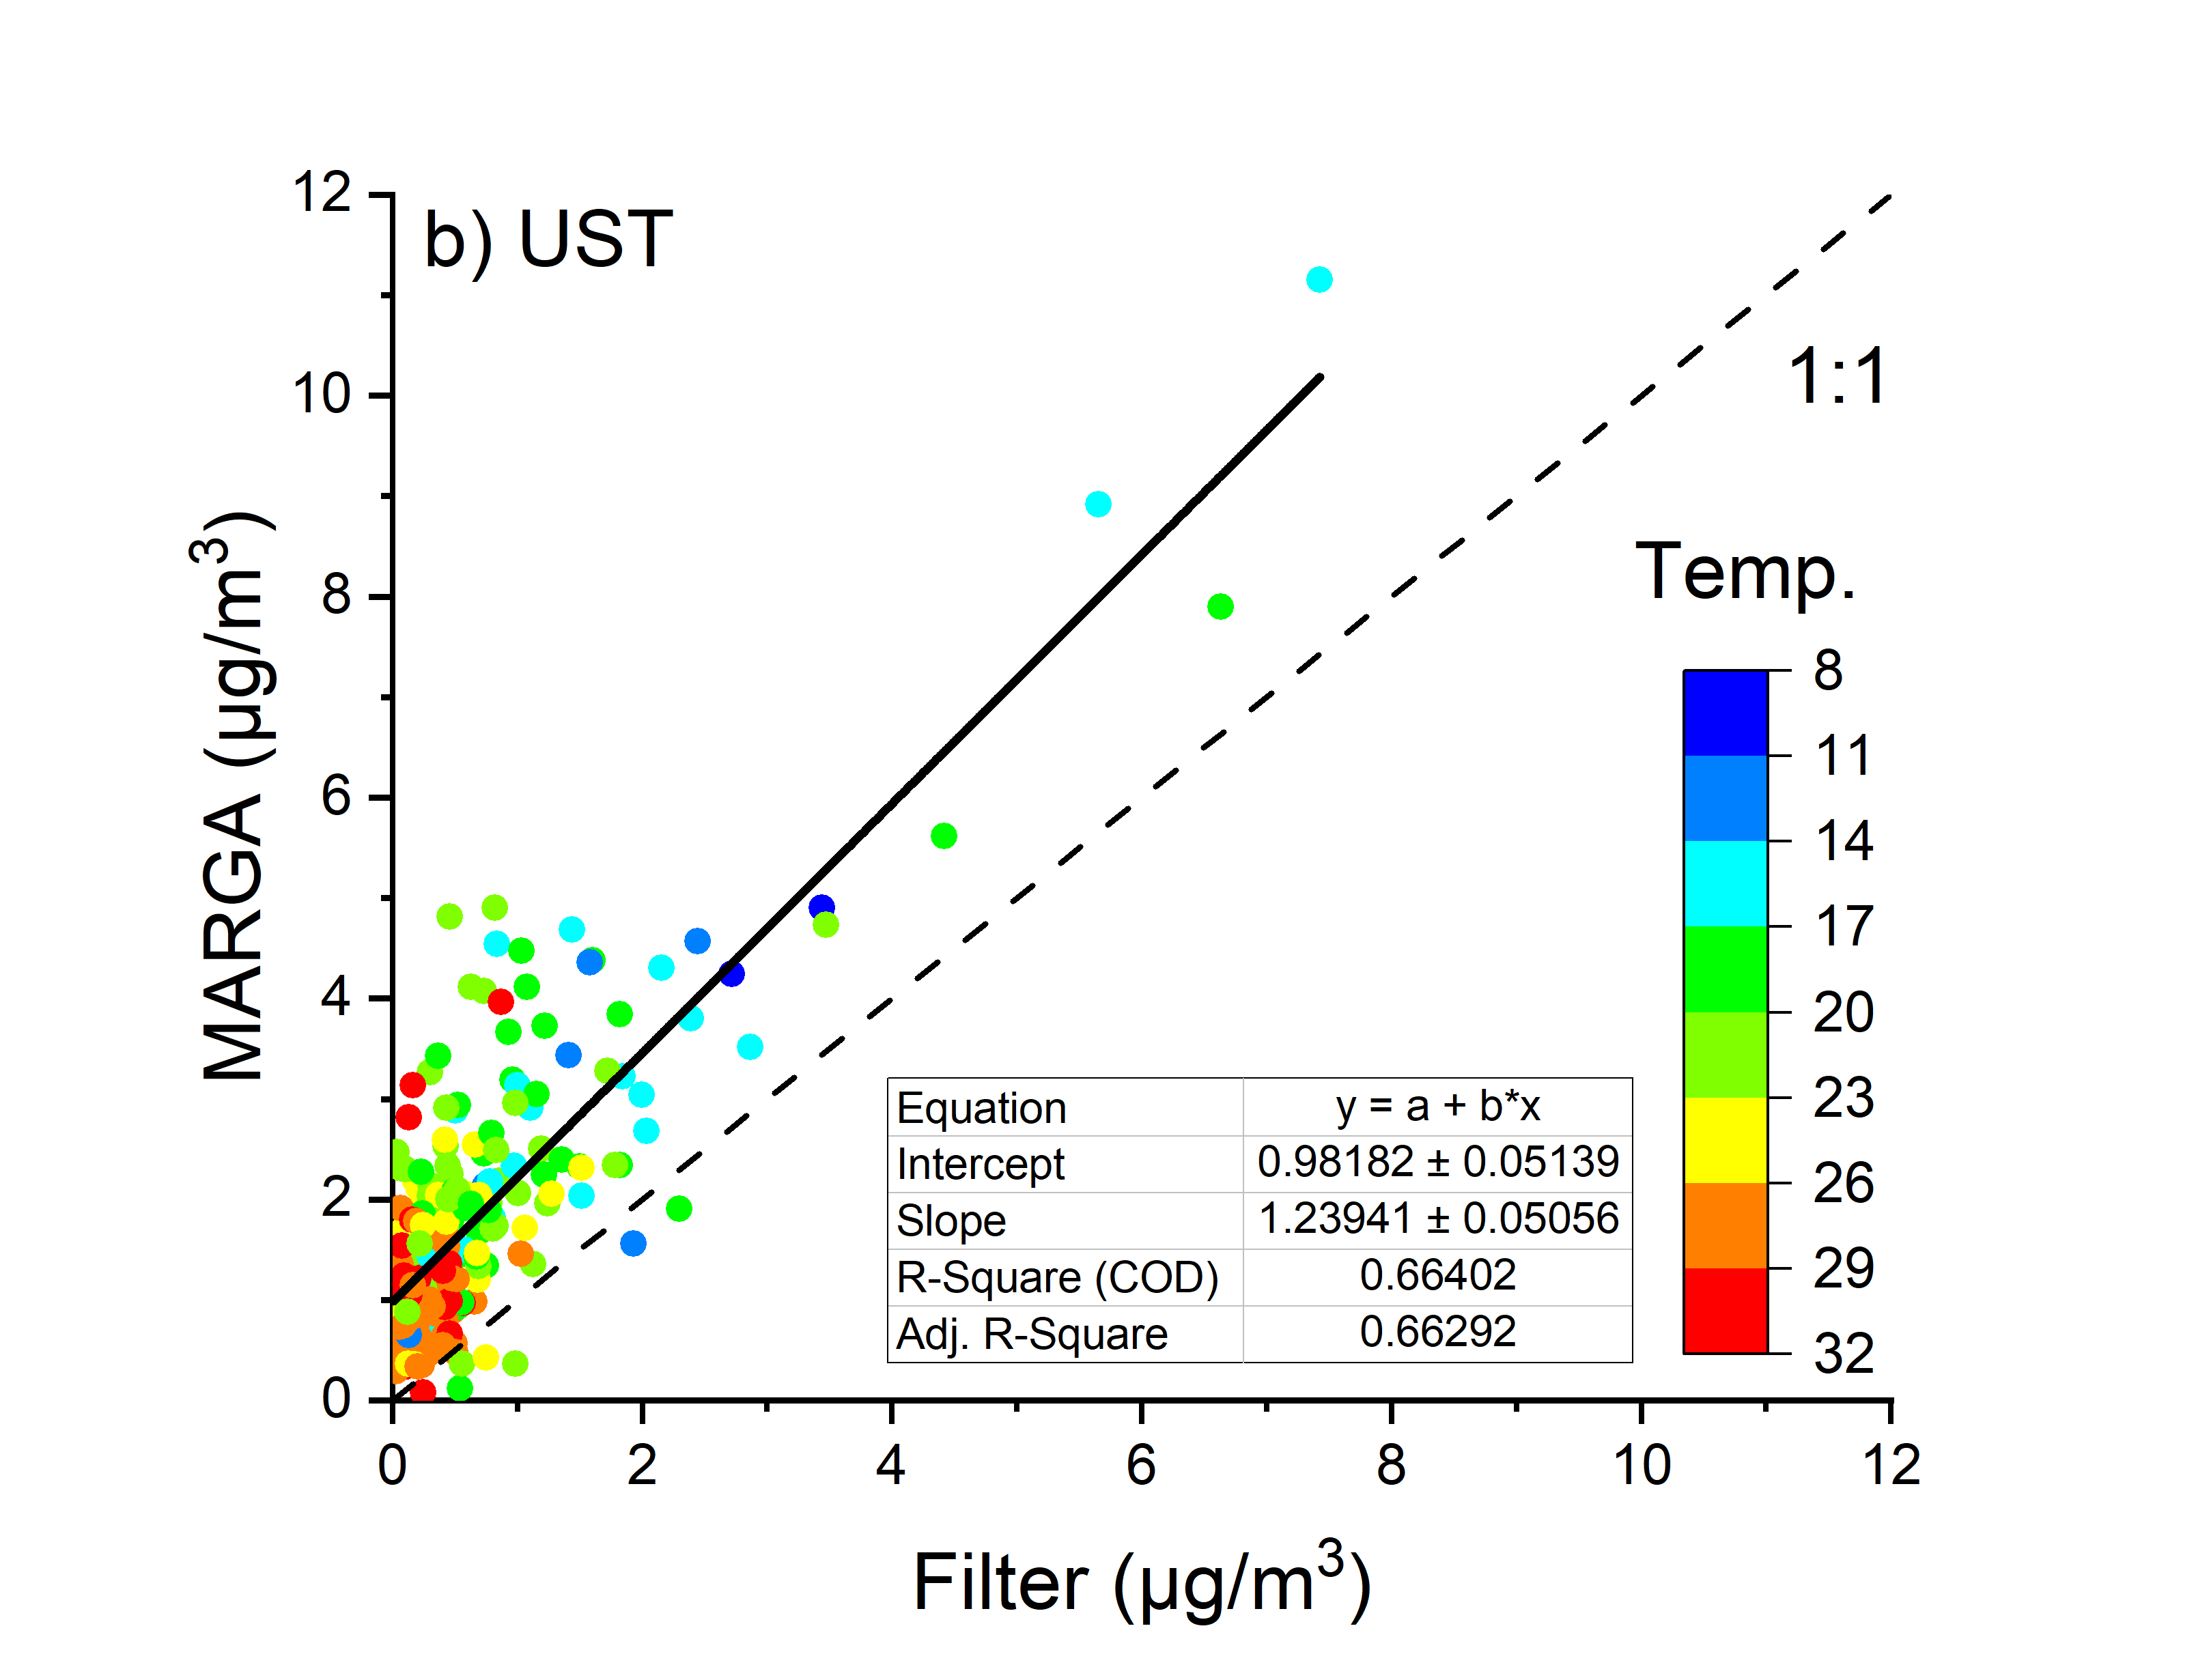 b) UST
12
10
8
6
4
2
0
MARGA (µg/m³)
1:1
Temp.
8
11
14
17
20
23
26
29
32
Equation y = a + b*x
Intercept 0.98182 ± 0.05139
Slope 1.23941 ± 0.05056
R-Square (COD) 0.66402
Adj. R-Square 0.66292
0 2 4 6 8 10 12
Filter (µg/m³)